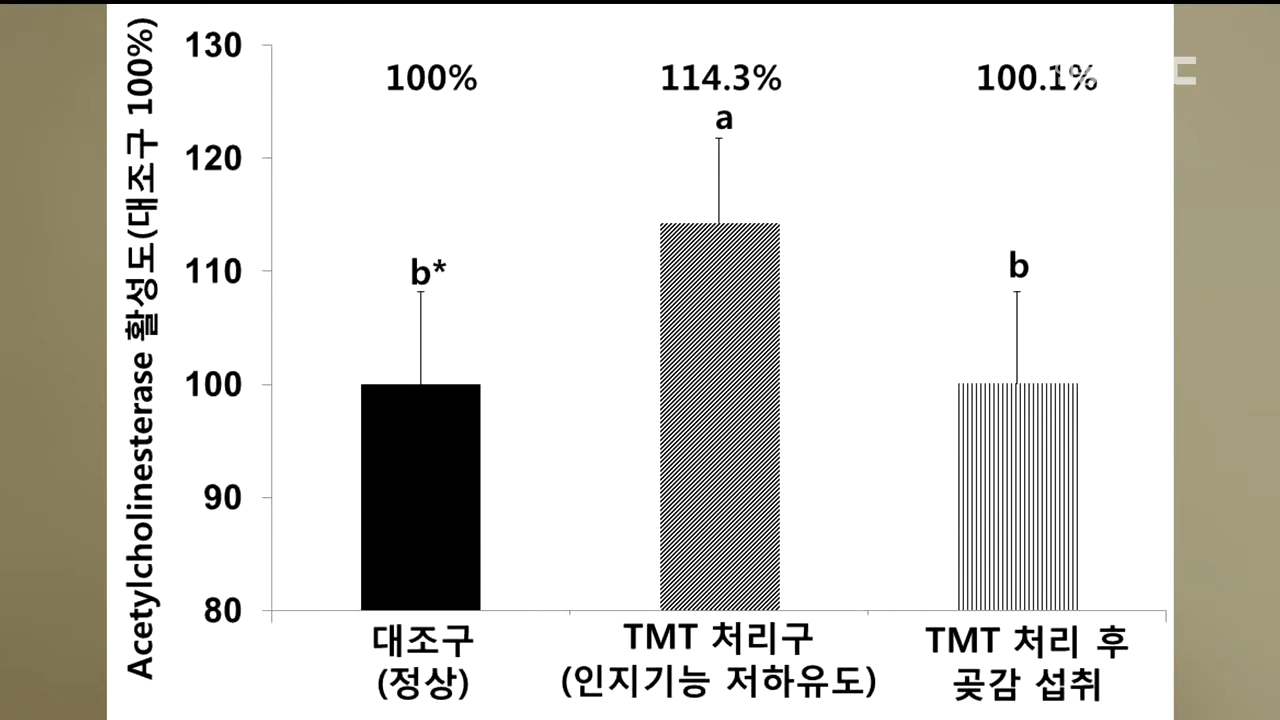 Acetylcholinesterase 활성도(대조구 100%)
130
120
110
100
90
80
100%
114.3%
100.1%
b*
a
b
대조구
(정상)
TMT 처리구
(인지기능 저하유도)
TMT 처리 후
곶감 섭취